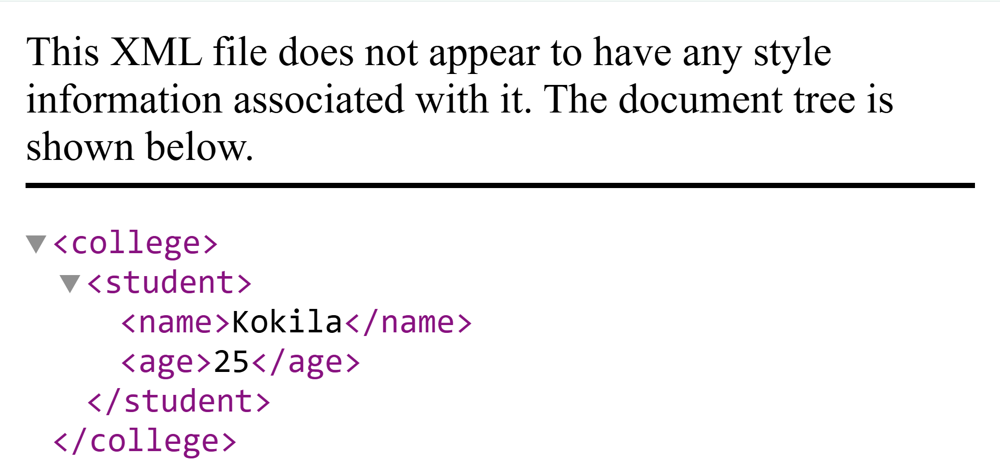 This XML file does not appear to have any style
information associated with it. The document tree is
shown below.
<college>
<student>
<name>Kokila</name>
<age>25</age>
</student>
</college>